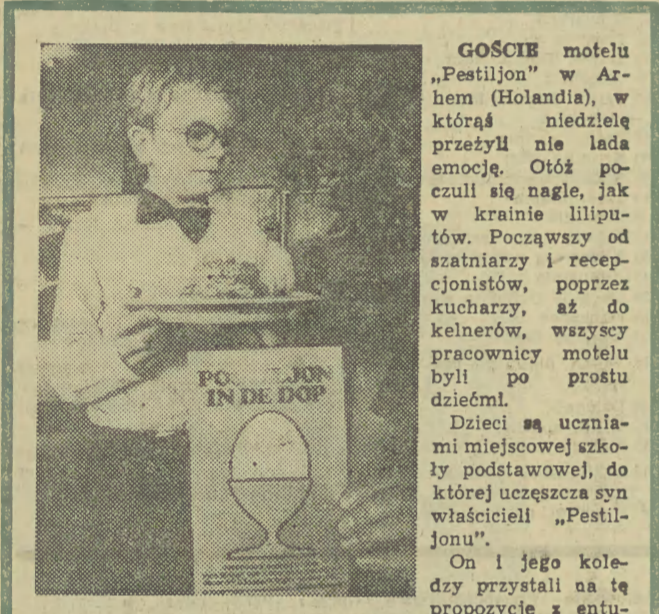 GOŚCIE motelu
„Pestiljon” w Ar-
hem (Holandia), w
którąś niedzielę
przeżyli nie lada
emocję. Otóż po-
czuli się nagle, jak
w krainie lilipu-
tów. Począwszy od
szatniarzy i recep-
cjonistów, poprzez
kucharzy, aż do
kelnerów, wszyscy
pracownicy motelu
byli po prostu
dziećmi.
Dzieci są ucznia-
mi miejscowej szko-
ły podstawowej, do
której uczęszcza syn
właścicieli „Pestil-
jonu”.
On i jego kole-
dzy przystali na tę
propozycję z entu-
IN DE DOP